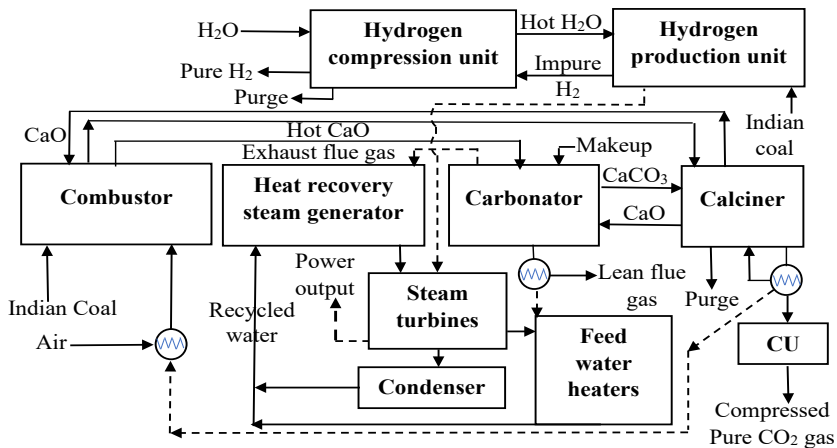 H₂O
Hydrogen
compression unit
Hot H₂O
Hydrogen
production unit
Pure H₂
Impure
H₂
Purge
CaO
Hot CaO
Indian
coal
Exhaust flue gas
Makeup
Combustor
Heat recovery
steam generator
Carbonator
CaCO₃
CaO
Calciner
Indian Coal
Air
Recycled
water
Power
output
Steam
turbines
Lean flue
gas
Purge
Condenser
Feed
water
heaters
CU
Compressed
Pure CO₂ gas